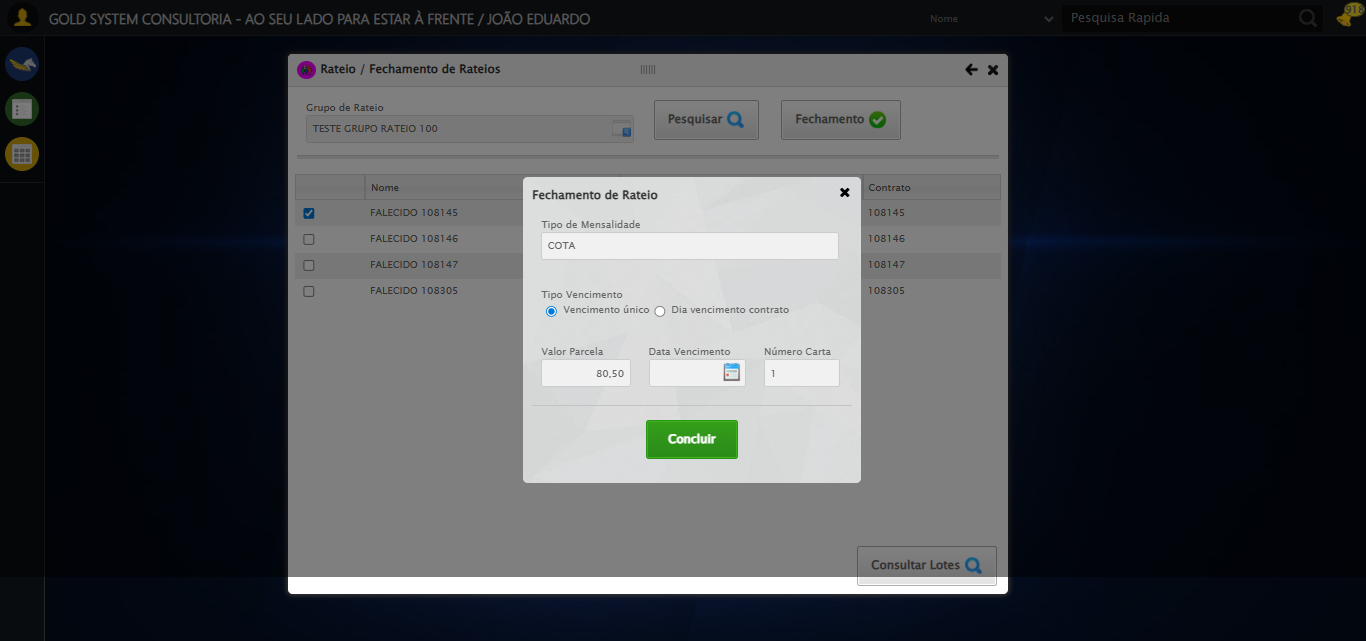 GOLD SYSTEM CONSULTORIA - AO SEU LADO PARA ESTAR À FRENTE / JOÃO EDUARDO
Nome
Pesquisa Rapida
918
Rateio / Fechamento de Rateios
Grupo de Rateio
TESTE GRUPO RATEIO 100
Pesquisar
Fechamento
Nome
Contrato
FALECIDO 108145
108145
FALECIDO 108146
108146
FALECIDO 108147
108147
FALECIDO 108305
108305
Fechamento de Rateio
Tipo de Mensalidade
COTA
Tipo Vencimento
Vencimento único
Dia vencimento contrato
Valor Parcela
Data Vencimento
Número Carta
80,50
1
Concluir
Consultar Lotes